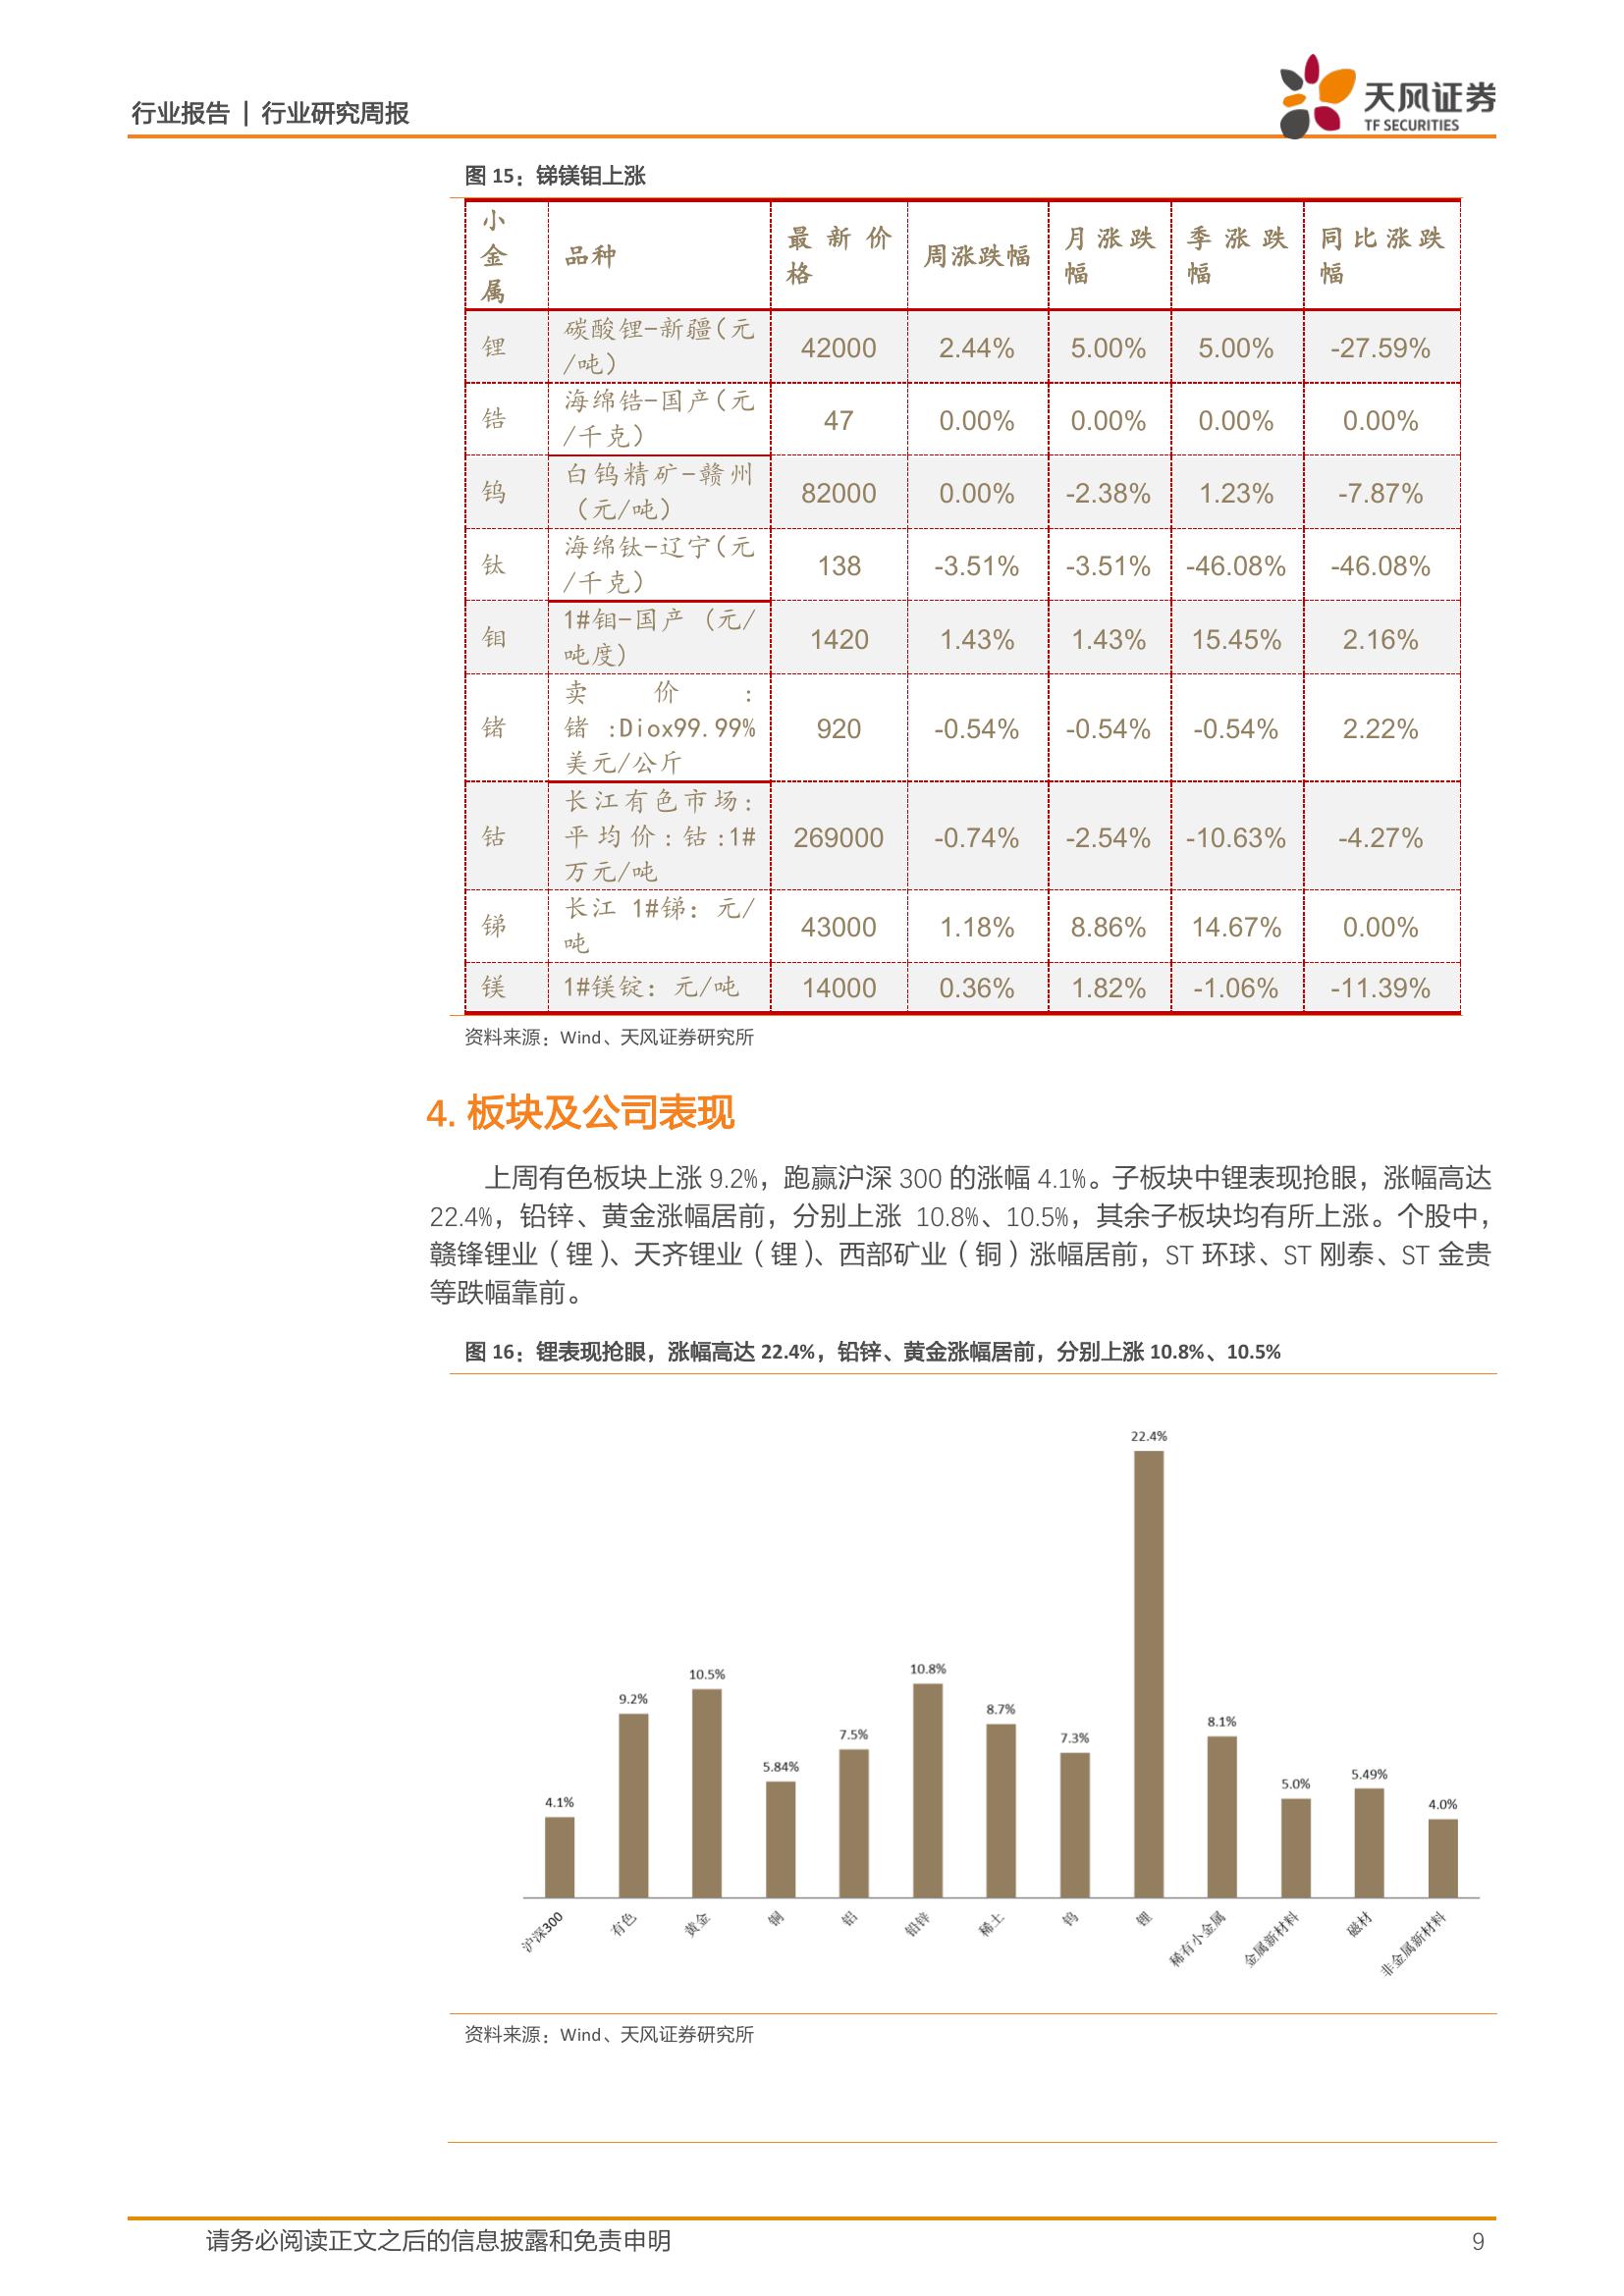 行业报告 | 行业研究周报
天风证券
TF SECURITIES
图 15：锑镁钼上涨
小金属 品种 最新价格 周涨跌幅 月涨跌幅 季涨跌幅 同比涨跌幅
锂 碳酸锂-新疆(元/吨) 42000 2.44% 5.00% 5.00% -27.59%
锆 海绵锆-国产(元/千克) 47 0.00% 0.00% 0.00% 0.00%
钨 白钨精矿-赣州（元/吨) 82000 0.00% -2.38% 1.23% -7.87%
钛 海绵钛-辽宁(元/千克) 138 -3.51% -3.51% -46.08% -46.08%
钼 1#钼-国产 (元/吨度) 1420 1.43% 1.43% 15.45% 2.16%
锗 卖价:锗:Diox99.99%美元/公斤 920 -0.54% -0.54% -0.54% 2.22%
钴 长江有色市场:平均价:钴:1#万元/吨 269000 -0.74% -2.54% -10.63% -4.27%
锑 长江 1#锑: 元/吨 43000 1.18% 8.86% 14.67% 0.00%
镁 1#镁锭: 元/吨 14000 0.36% 1.82% -1.06% -11.39%
资料来源：Wind、天风证券研究所
4. 板块及公司表现
上周有色板块上涨 9.2%，跑赢沪深 300 的涨幅 4.1%。子板块中锂表现抢眼，涨幅高达
22.4%，铅锌、黄金涨幅居前，分别上涨 10.8%、10.5%，其余子板块均有所上涨。个股中，
赣锋锂业（锂）、天齐锂业（锂）、西部矿业（铜）涨幅居前，ST 环球、ST 刚泰、ST 金贵
等跌幅靠前。
图 16：锂表现抢眼，涨幅高达 22.4%，铅锌、黄金涨幅居前，分别上涨 10.8%、10.5%
4.1% 9.2% 10.5% 5.84% 7.5% 10.8% 8.7% 7.3% 22.4% 8.1% 5.0% 5.49% 4.0%
沪深300 有色 黄金 铜 铝 铅锌 稀土 钨 锂 稀有小金属 金属新材料 磁材 非金属新材料
资料来源：Wind、天风证券研究所
请务必阅读正文之后的信息披露和免责申明 9